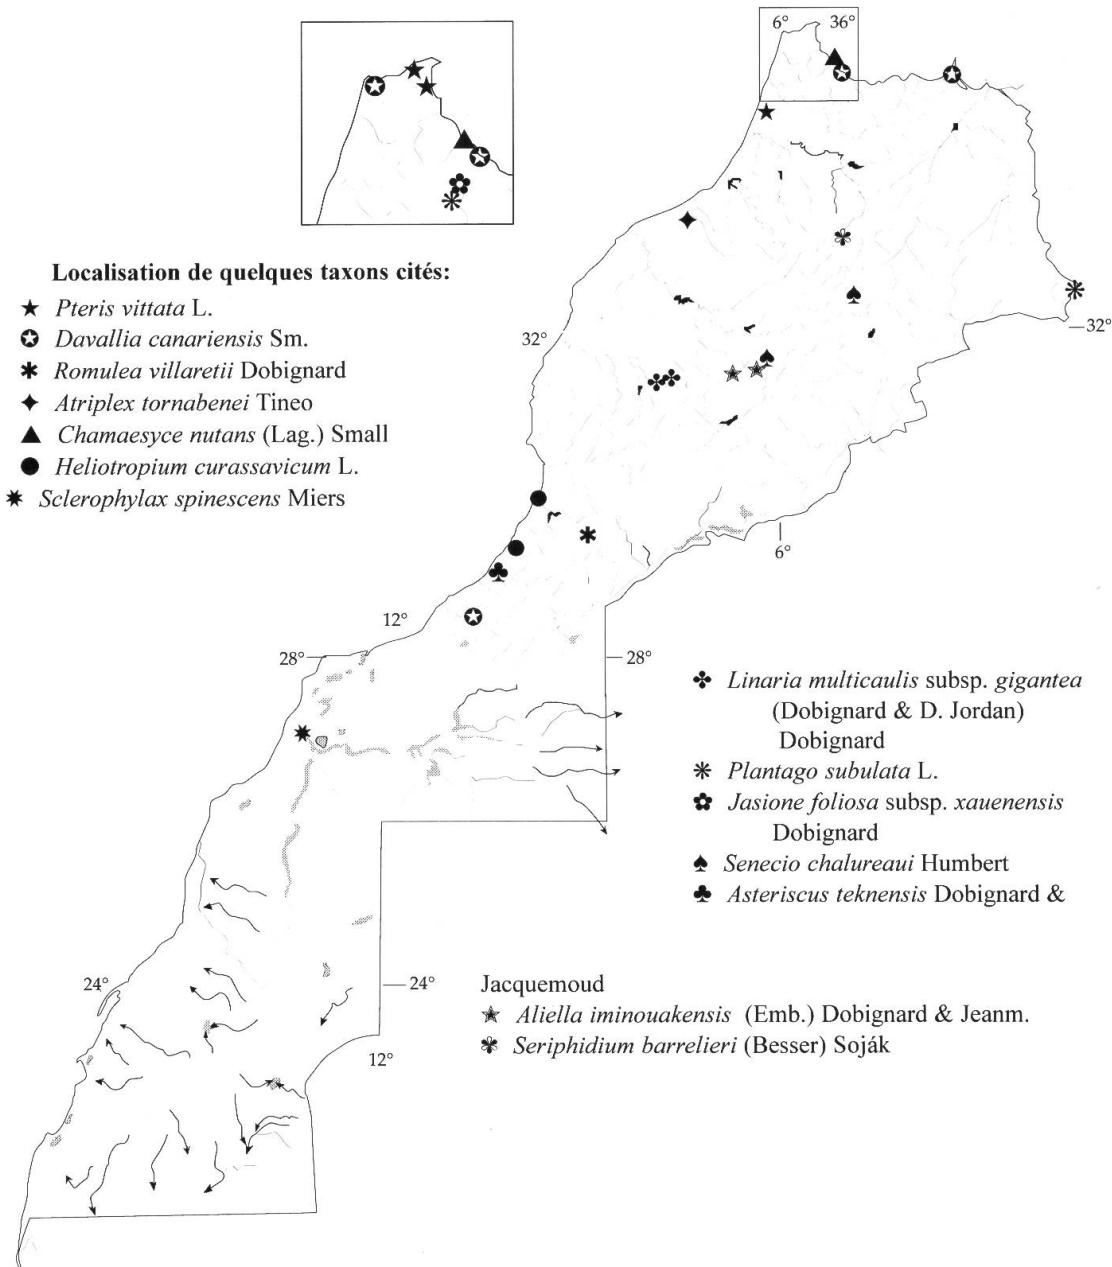 6° 36°
Localisation de quelques taxons cités:
Pteris vittata L.
Davallia canariensis Sm.
Romulea villaretii Dobignard
Atriplex tornabenei Tineo
Chamaesyce nutans (Lag.) Small
Heliotropium curassavicum L.
Sclerophylax spinescens Miers
32°
32°
6°
12°
28°
28°
Linaria multicaulis subsp. gigantea
(Dobignard & D. Jordan)
Dobignard
Plantago subulata L.
Jasione foliosa subsp. xauenensis
Dobignard
Senecio chalureaui Humbert
Asteriscus teknensis Dobignard &
Jacquemoud
Aliella iminouakensis (Emb.) Dobignard & Jeanm.
Seriphidium barrelieri (Besser) Soják
24°
24°
12°